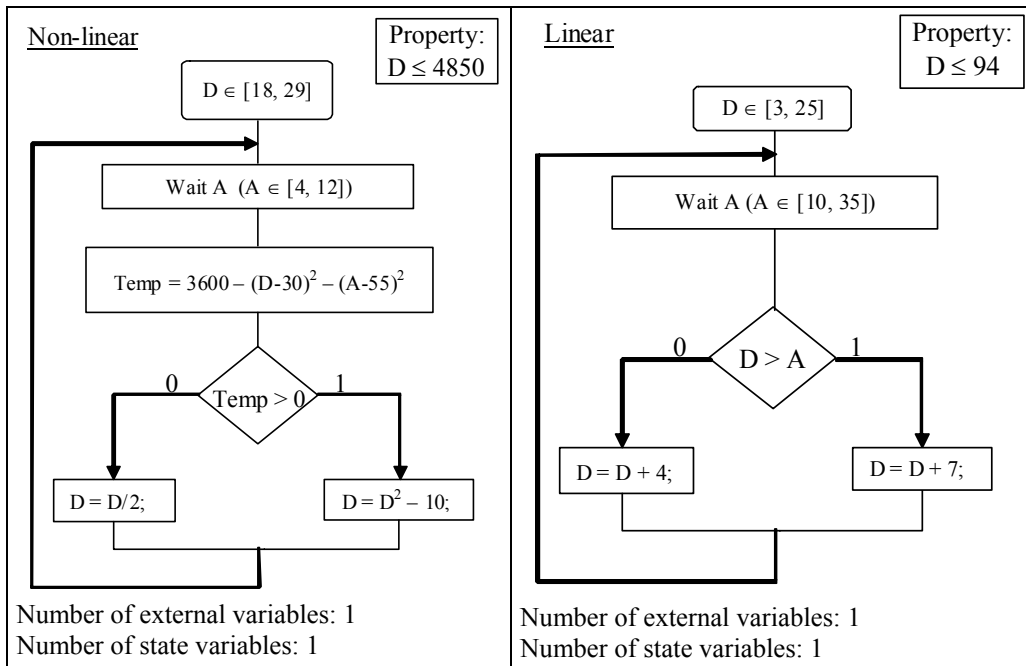 Non-linear
Property:
D ≤ 4850
D ∈ [18, 29]
Wait A (A ∈ [4, 12])
Temp = 3600 – (D-30)² – (A-55)²
0
1
Temp > 0
D = D/2;
D = D² – 10;
Number of external variables: 1
Number of state variables: 1
Linear
Property:
D ≤ 94
D ∈ [3, 25]
Wait A (A ∈ [10, 35])
0
1
D > A
D = D + 4;
D = D + 7;
Number of external variables: 1
Number of state variables: 1